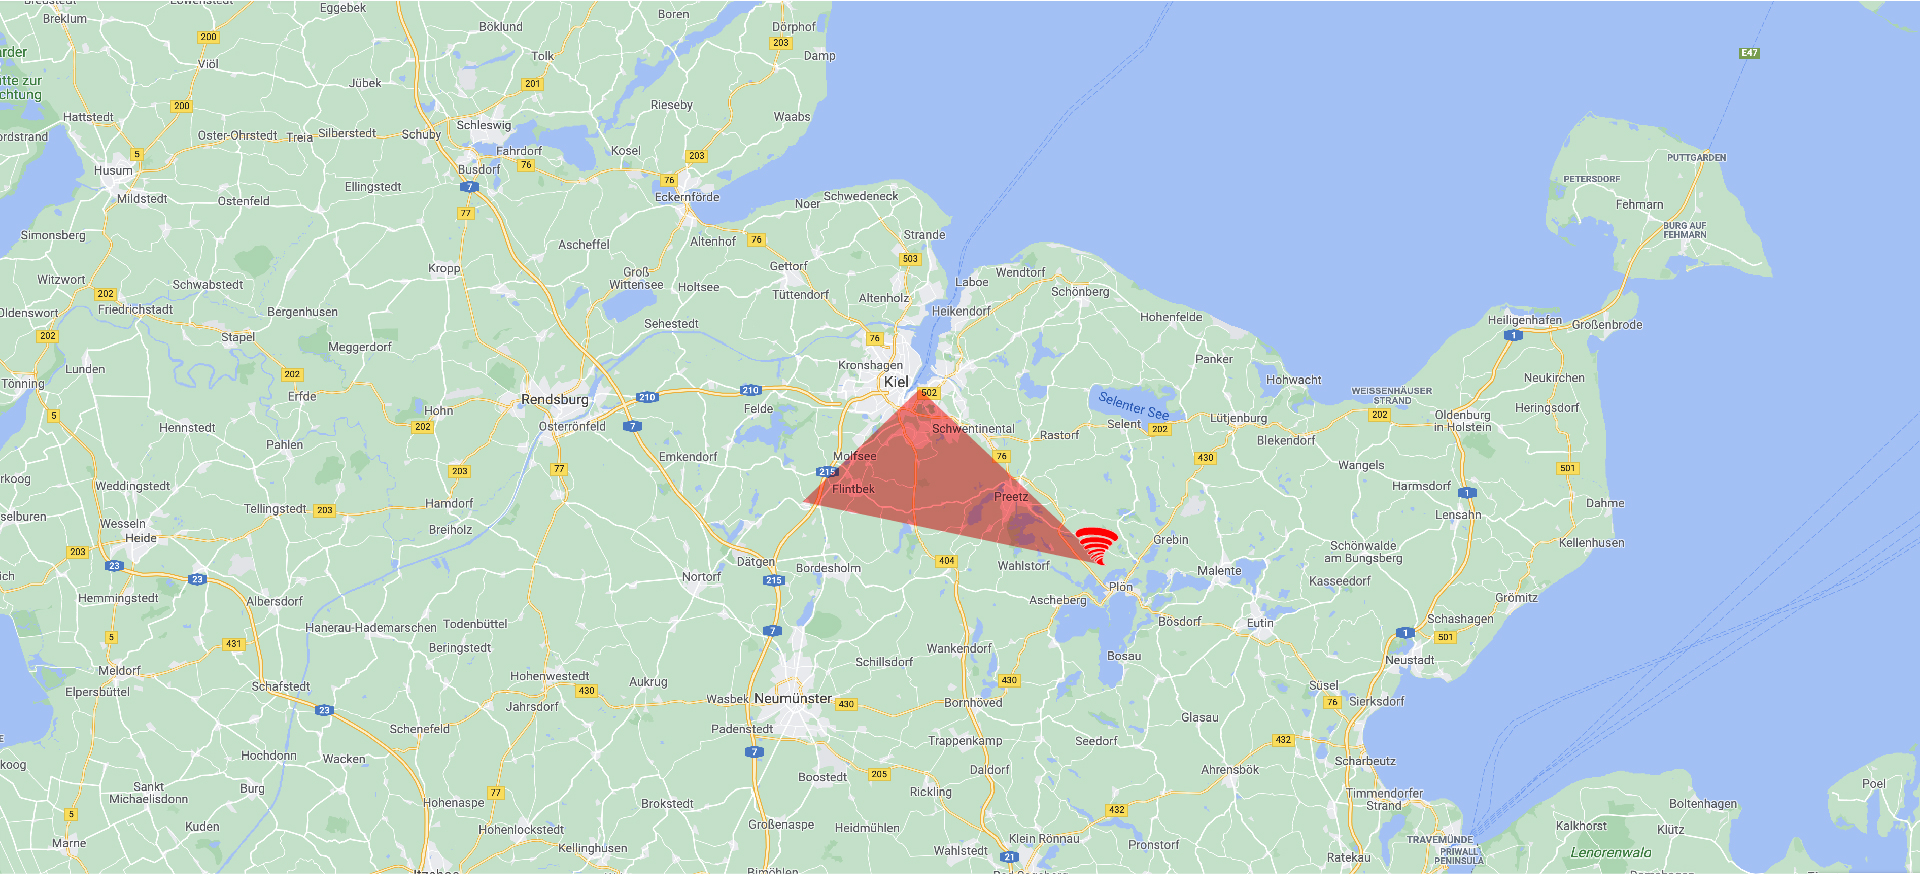 Löwenstedt
Eggebek
Boren
Breklum
Böklund
Dörphof
200
203
Tolk
Damp
E47
Viöl
Jübek
201
200
Rieseby
Hattstedt
Waabs
Schleswig
Oster-Ohrstedt
Treia
Silberstedt
Schuby
5
Fahrdorf
Kosel
203
PUTTGARDEN
Husum
Busdorf
76
76
PETERSDORF
Ellingstedt
7
Mildstedt
Ostenfeld
Eckernförde
Noer
Schwedeneck
Fehmarn
77
Simonsberg
BURG AUF
FEHMARN
Ascheffel
Altenhof
76
Strande
503
Kropp
Gettorf
Groß
Wittensee
Holtsee
Wendtorf
Witzwort
Schwabstedt
202
Tüttendorf
Altenholz
Laboe
Schönberg
Friedrichstadt
Bergenhusen
Heikendorf
Hohenfelde
Heiligenhafen
Großenbrode
Oldenswort
Sehestedt
202
Stapel
76
1
Meggerdorf
Panker
Lunden
Kronshagen
Tönning
202
Kiel
Hohwacht
Neukirchen
Erfde
Rendsburg
210
210
502
WEISSENHÄUSER
STRAND
Selenter See
Hohn
Felde
Heringsdorf
5
202
Osterrönfeld
7
Schwentinental
Selent
202
Lütjenburg
202
Oldenburg
in Holstein
Hennstedt
Rastorf
Blekendorf
Pahlen
Emkendorf
Molfsee
76
430
Wangels
501
203
77
215
Weddingstedt
Flintbek
Preetz
Harmsdorf
1
Hamdorf
Dahme
Tellingstedt
203
Lensahn
Wesseln
Heide
Breiholz
Grebin
Schönwalde
am Bungsberg
Kellenhusen
203
23
23
Dätgen
Bordesholm
404
Wahlstorf
Malente
Nortorf
215
Plön
Kasseedorf
Hemmingstedt
Albersdorf
Ascheberg
Grömitz
Hanerau-Hademarschen
Todenbüttel
7
Bösdorf
Eutin
Schashagen
5
431
Beringstedt
Wankendorf
1
501
Meldorf
Schillsdorf
Bosau
Neustadt
Hohenwestedt
Aukrug
430
Elpersbüttel
Schafstedt
430
Wasbek
Neumünster
430
Süsel
76
Sierksdorf
23
Jahrsdorf
Bornhöved
Glasau
Schenefeld
Padenstedt
Trappenkamp
Seedorf
432
Hochdonn
Wacken
7
Scharbeutz
Boostedt
205
Daldorf
Ahrensbök
Sankt
Michaelisdonn
Burg
77
Rickling
Timmendorfer
Strand
Poel
Hohenaspe
Brokstedt
432
Boltenhagen
5
Kuden
Hohenlockstedt
Großenaspe
Heidmühlen
Kalkhorst
Klütz
Marne
Kellinghusen
Klein Rönnau
Pronstorf
TRAVEMÜNDE
Wahlstedt
21
Ratekau
PRIWALL
PENINSULA
Lenorenwald